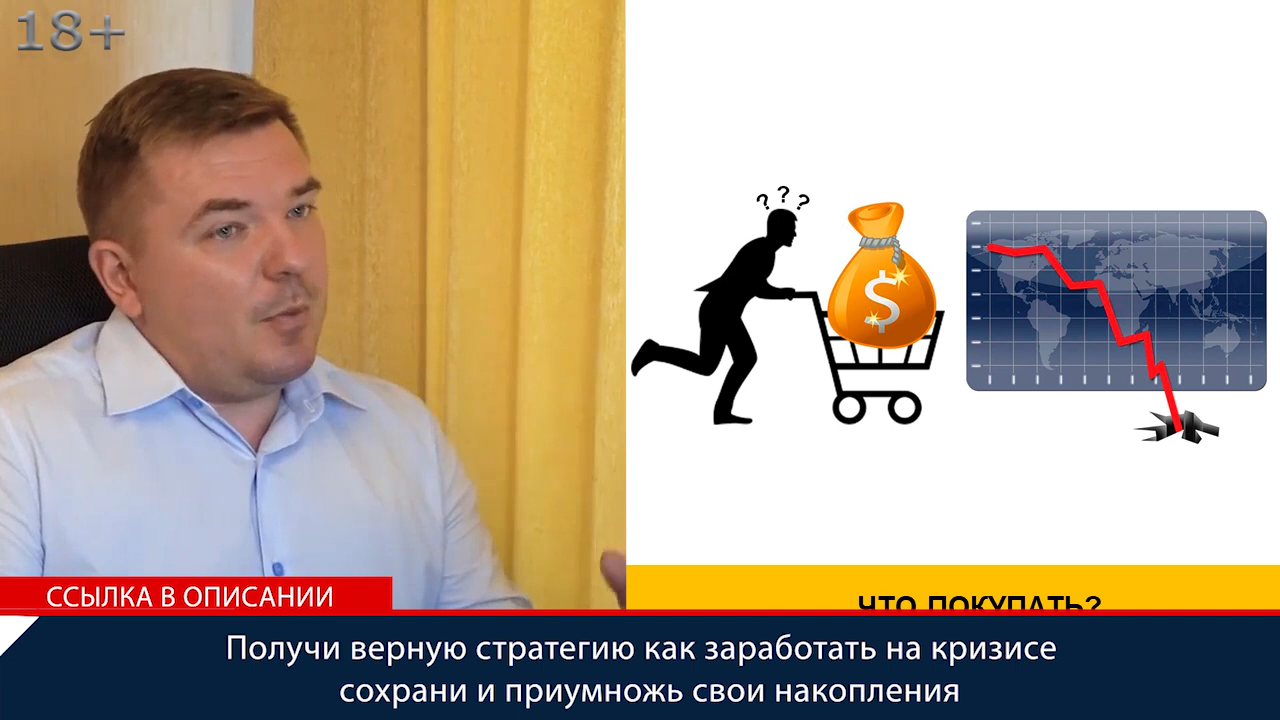 18+
? ? ?
$
ЧТО ПОКУПАТЬ?
ССЫЛКА В ОПИСАНИИ
Получи верную стратегию как заработать на кризисе
сохрани и приумножь свои накопления